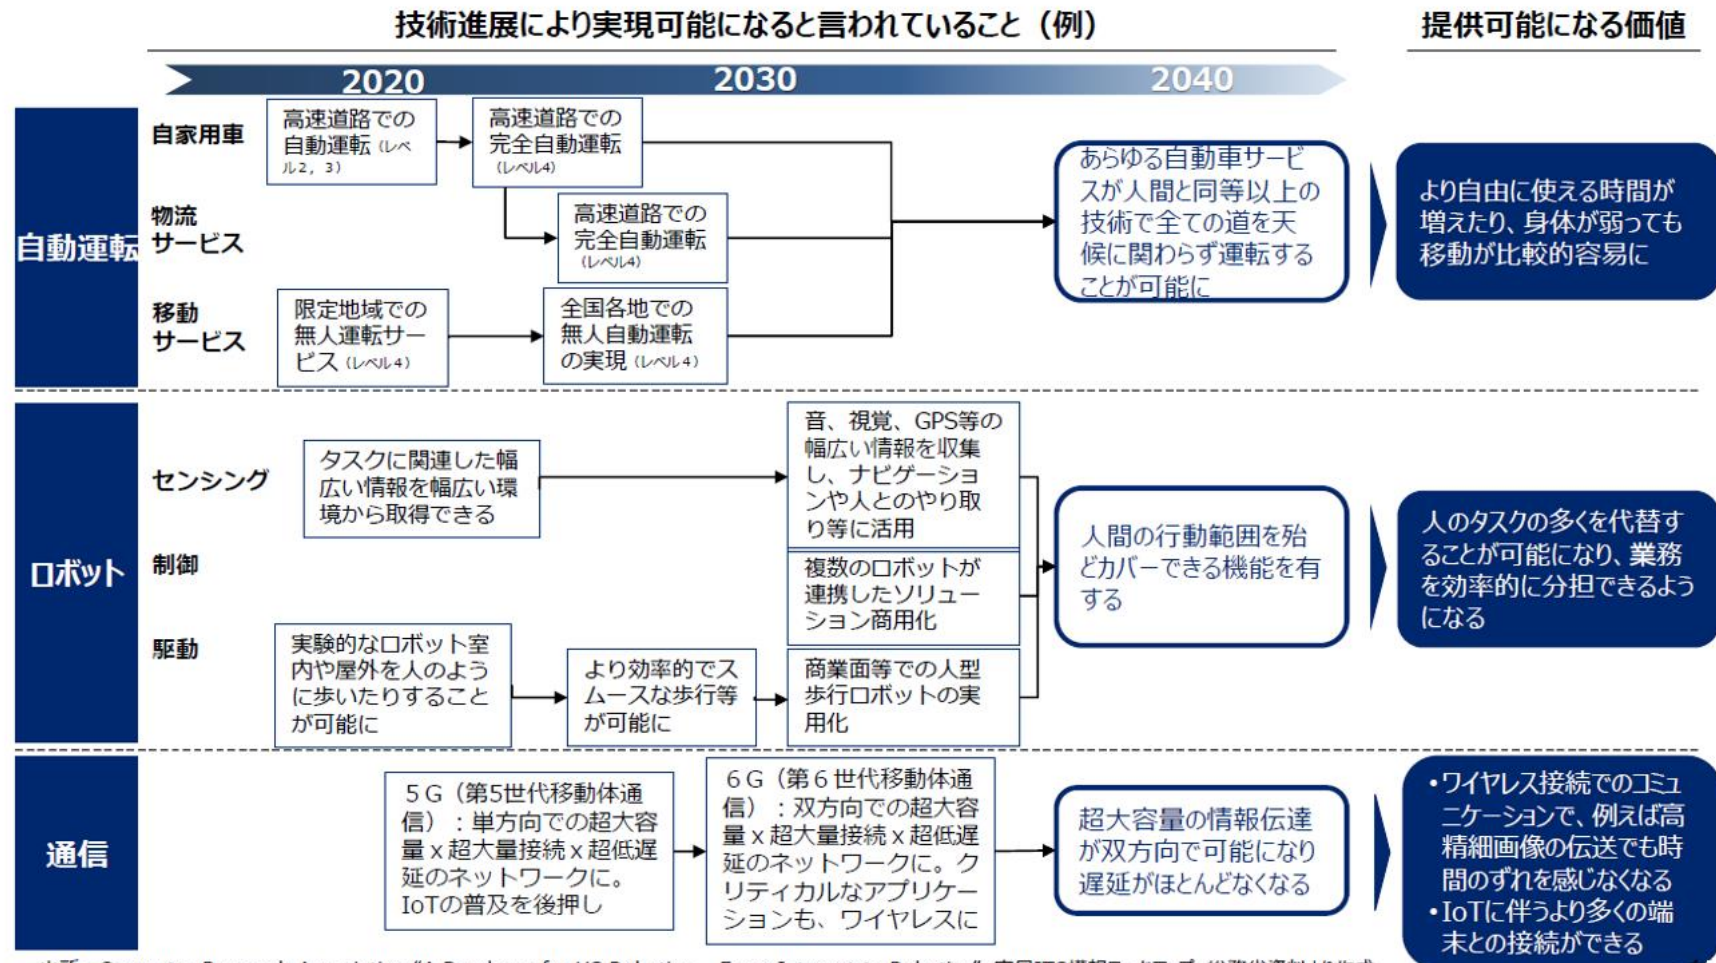 技術進展により実現可能になると言われていること（例）
提供可能になる価値
2020
2030
2040
自動運転
自家用車
高速道路での
自動運転（レベ
ル2，3）
高速道路での
完全自動運転
（レベル4）
物流
サービス
高速道路での
完全自動運転
（レベル4）
移動
サービス
限定地域での
無人運転サー
ビス（レベル4）
全国各地での
無人自動運転
の実現（レベル4）
あらゆる自動車サービ
スが人間と同等以上の
技術で全ての道を天
候に関わらず運転する
ことが可能に
より自由に使える時間が
増えたり、身体が弱っても
移動が比較的容易に
ロボット
センシング
タスクに関連した幅
広い情報を幅広い環
境から取得できる
音、視覚、GPS等の
幅広い情報を収集
し、ナビゲーショ
ンや人とのやり取
り等に活用
制御
複数のロボットが
連携したソリュー
ション商用化
駆動
実験的なロボット室
内や屋外を人のよう
に歩いたりすること
が可能に
より効率的でス
ムースな歩行等
が可能に
商業面等での人型
歩行ロボットの実
用化
人間の行動範囲を殆
どカバーできる機能を有
する
人のタスクの多くを代替す
ることが可能になり、業務
を効率的に分担できるよう
になる
通信
５G（第5世代移動体通
信）：単方向での超大容
量ｘ超大量接続ｘ超低遅
延のネットワークに。
IoTの普及を後押し
６G（第６世代移動体通
信）：双方向での超大容
量ｘ超大量接続ｘ超低遅
延のネットワークに。ク
リティカルなアプリケー
ションも、ワイヤレスに
超大容量の情報伝達
が双方向で可能になり
遅延がほとんどなくなる
•ワイヤレス接続でのコミュ
ニケーションで、例えば高
精細画像の伝送でも時
間のずれを感じなくなる
•IoTに伴うより多くの端
末との接続ができる